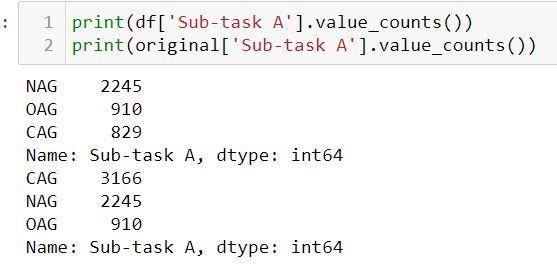 :
1 print(df['Sub-task A'].value_counts())
2 print(original['Sub-task A'].value_counts())
NAG 2245
OAG 910
CAG 829
Name: Sub-task A, dtype: int64
CAG 3166
NAG 2245
OAG 910
Name: Sub-task A, dtype: int64